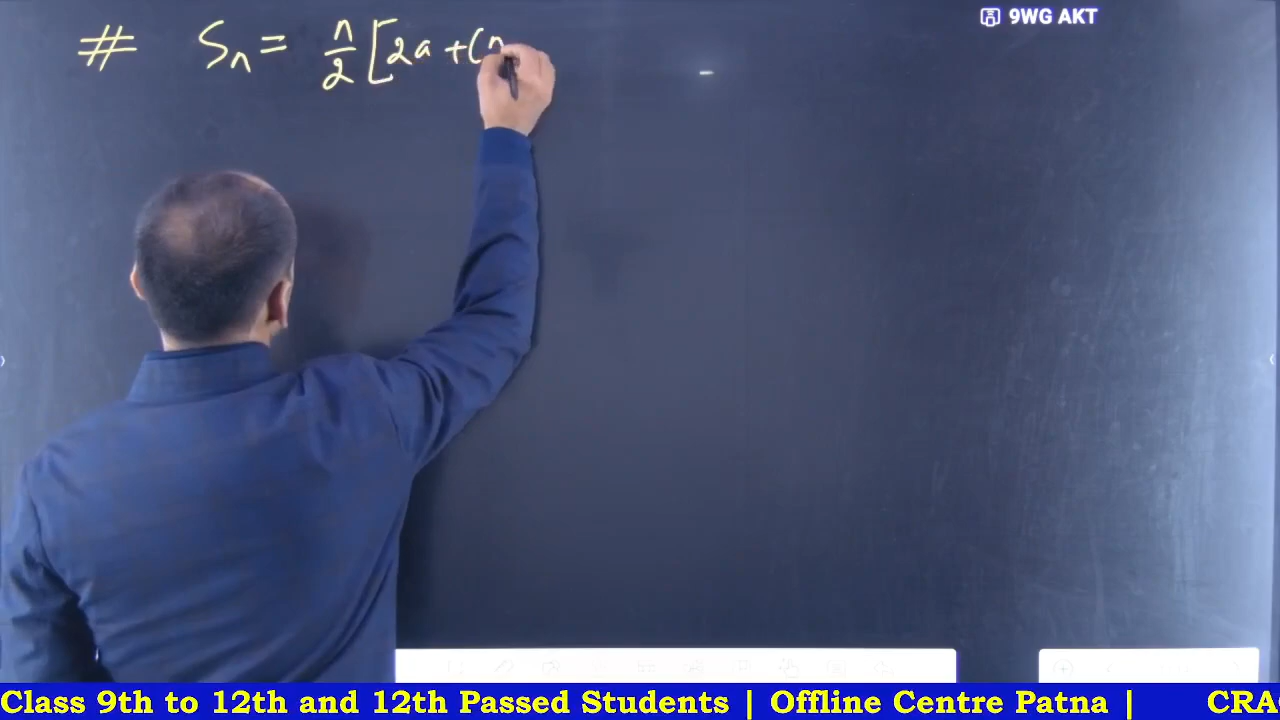 # Sn = n/2 [2a + (n
9WG AKT
Class 9th to 12th and 12th Passed Students | Offline Centre Patna | CRA